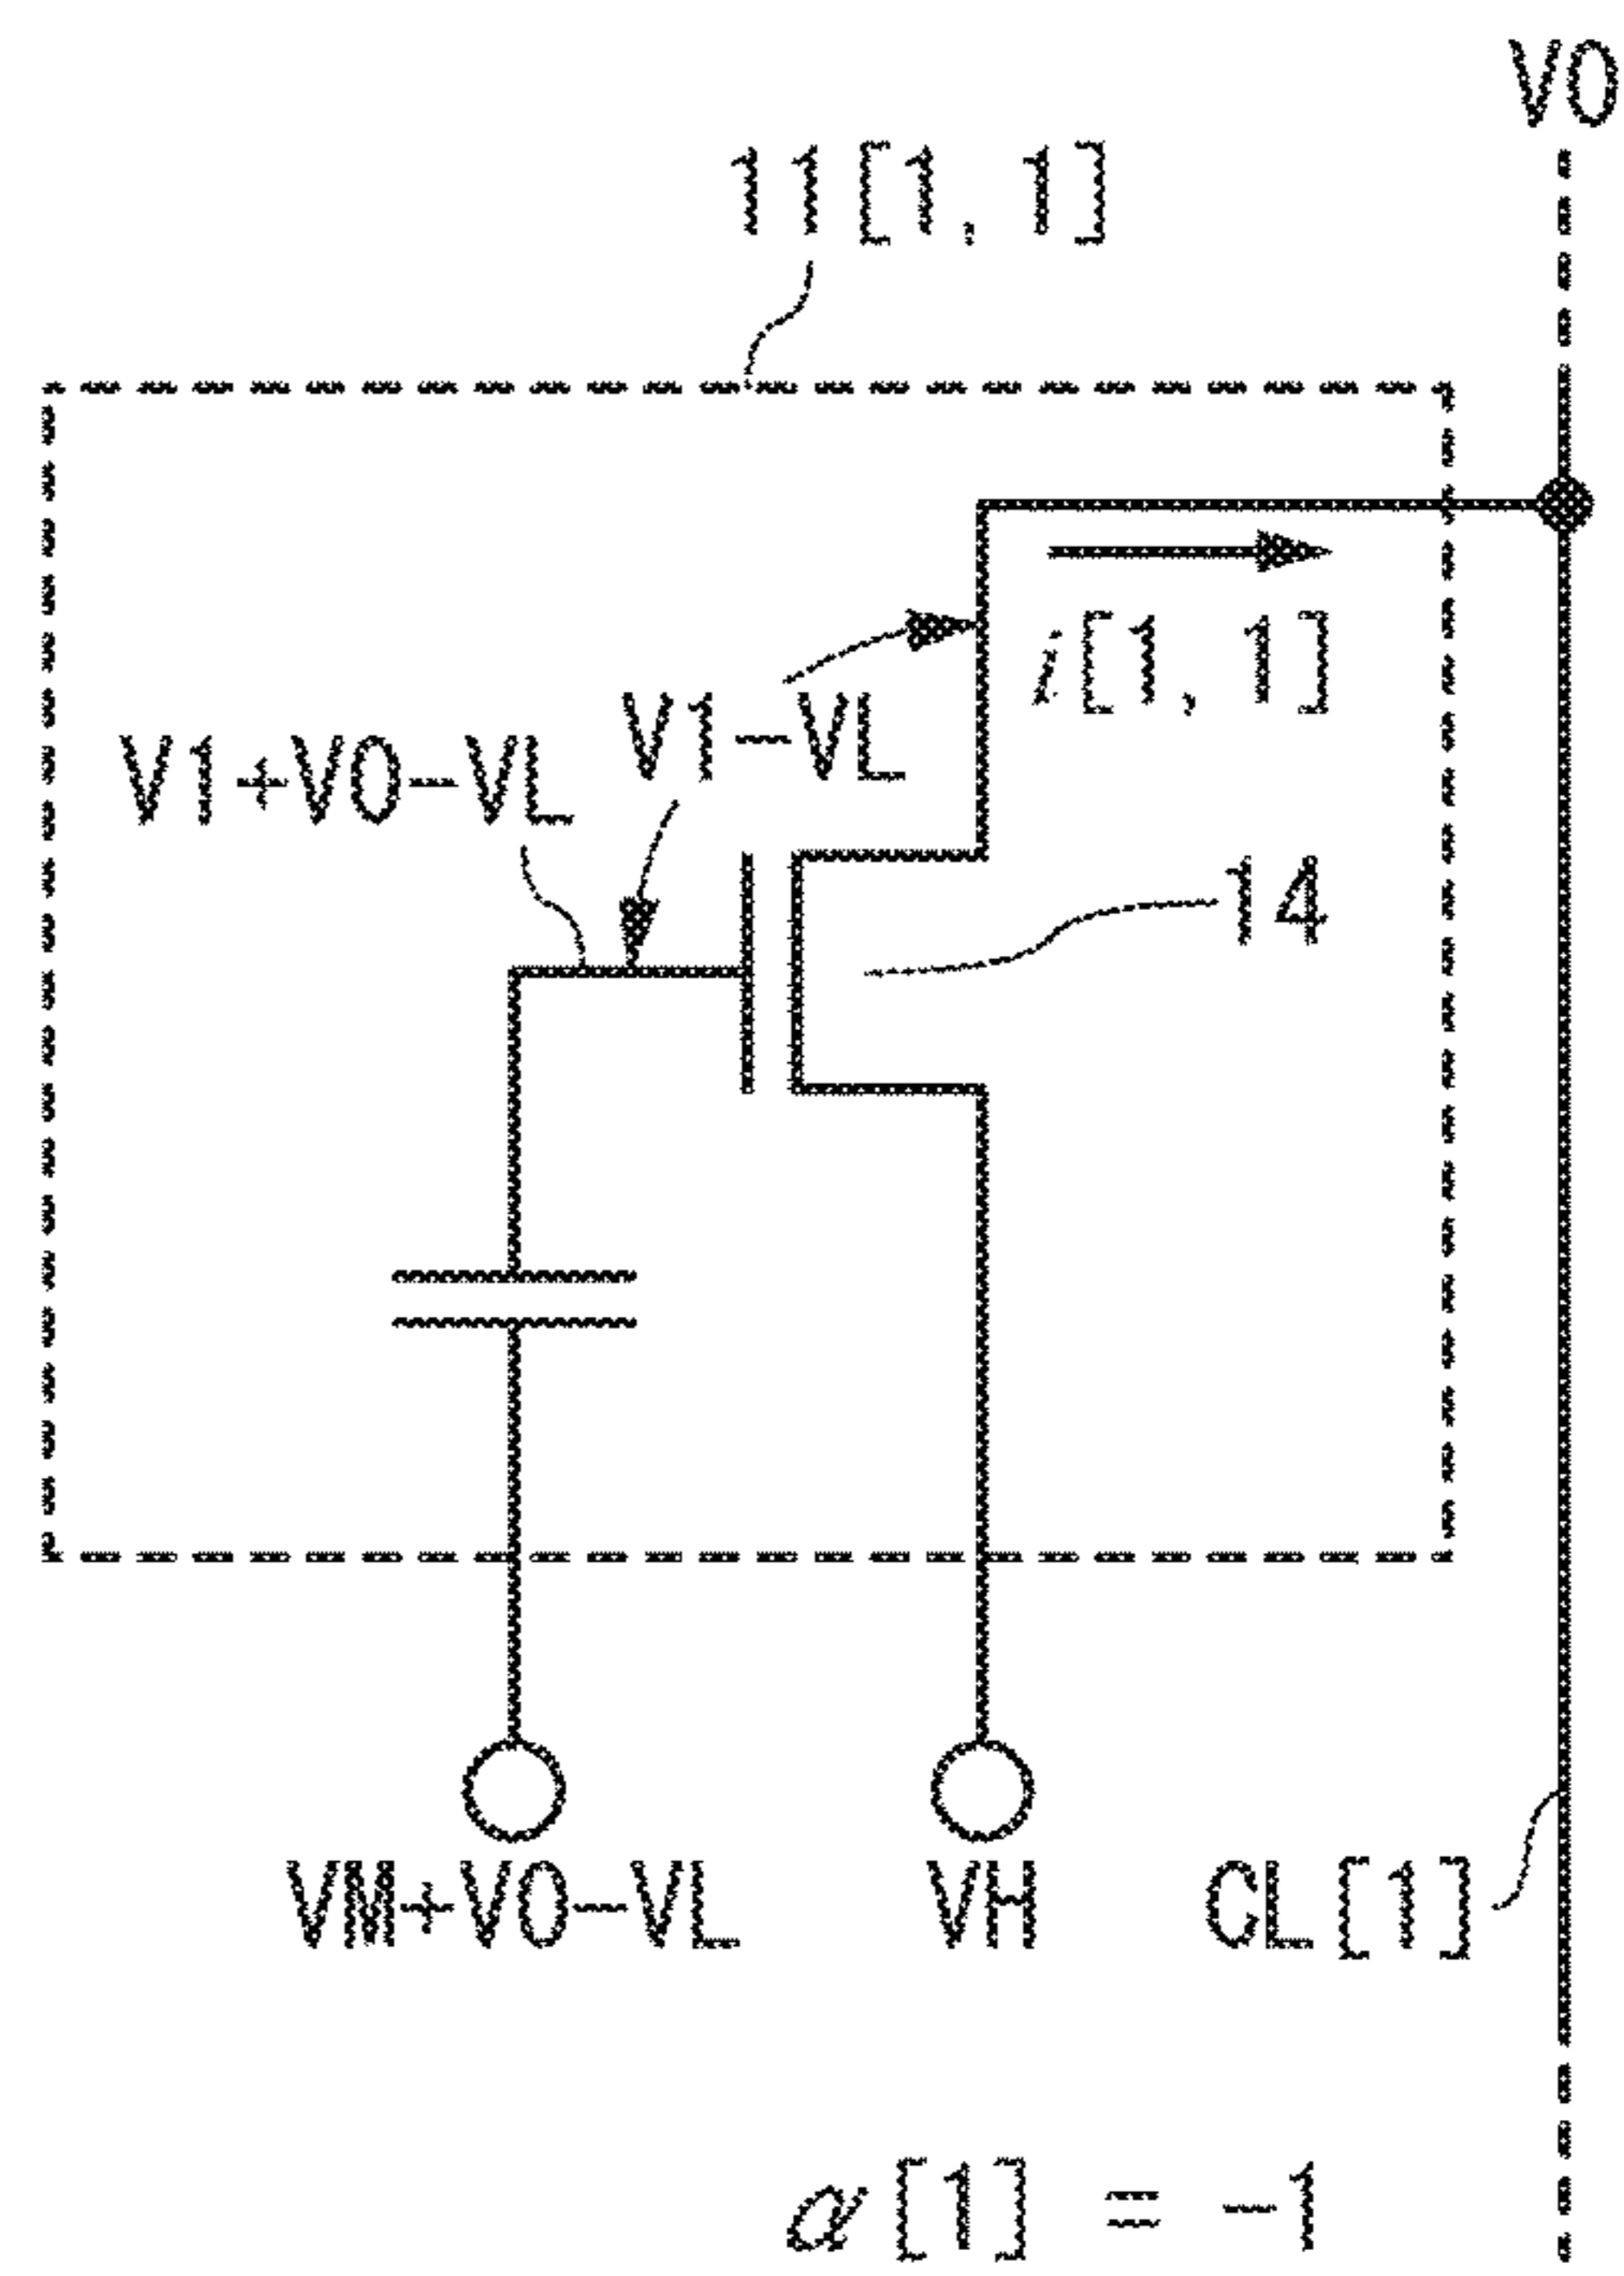 V0
11[1, 1]
i[1, 1]
V1-VL
V1+V0-VL
14
VM+V0-VL
VH
CL[1]
α[1] = -1